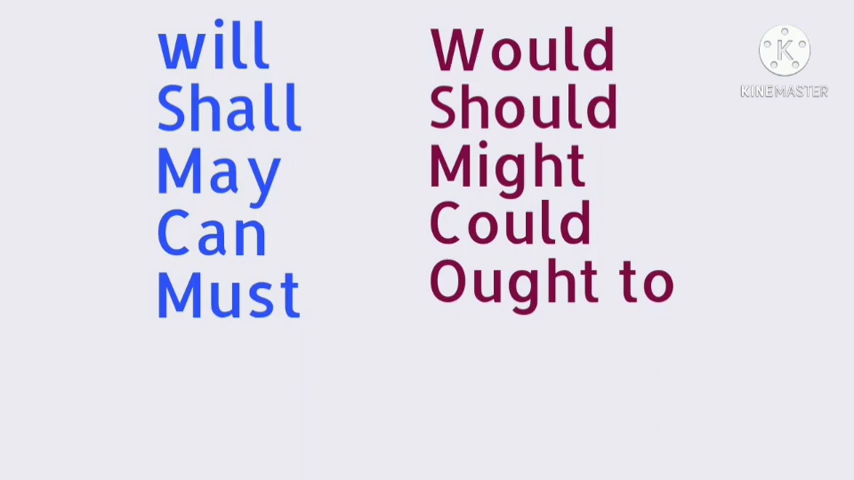 will
Shall
May
Can
Must
Would
Should
Might
Could
Ought to
K
KINEMASTER